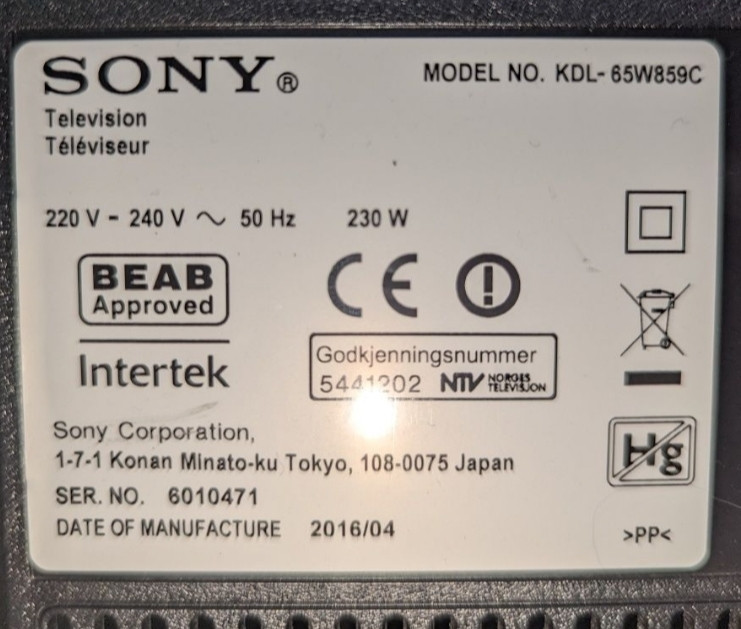 SONY®
MODEL NO. KDL-65W859C
Television
Téléviseur
220 V - 240 V ~ 50 Hz 230 W
BEAB
Approved
CE
Intertek
Godkjenningsnummer
5441202 NTV NORGES
TELEVISJON
Hg
Sony Corporation,
1-7-1 Konan Minato-ku Tokyo, 108-0075 Japan
SER. NO. 6010471
DATE OF MANUFACTURE 2016/04
>PP<